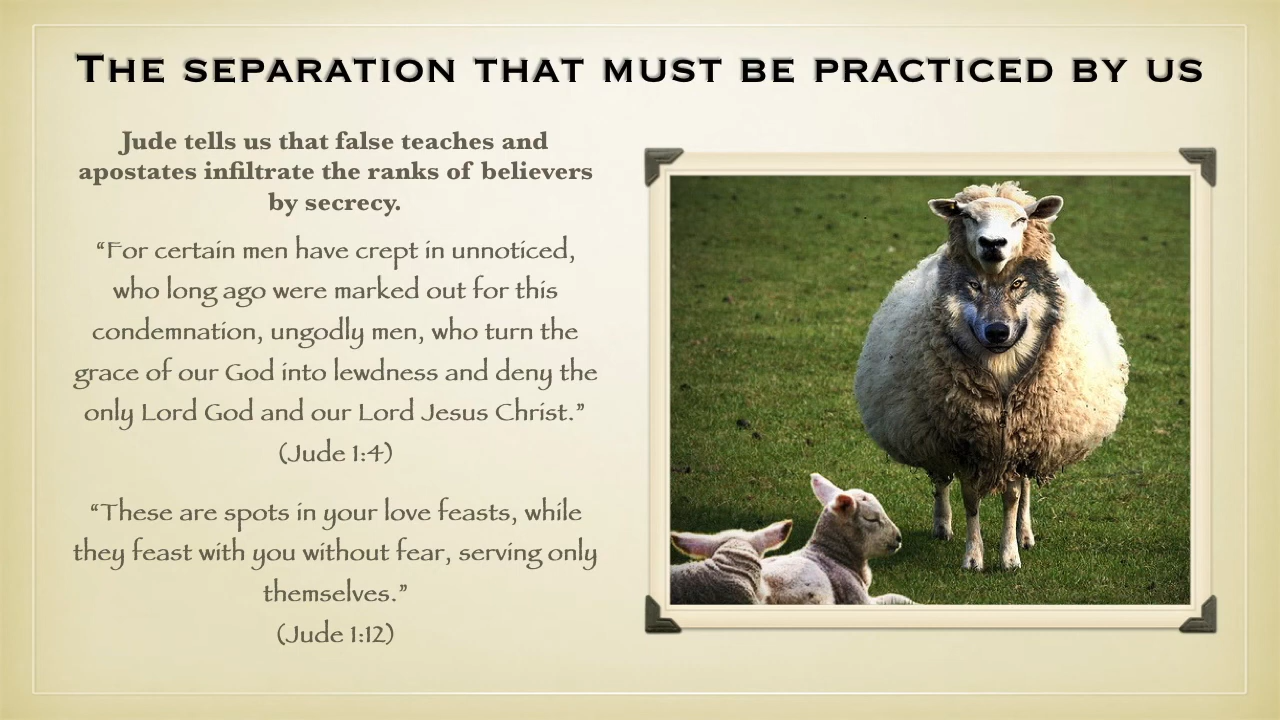 The separation that must be practiced by us
Jude tells us that false teaches and
apostates infiltrate the ranks of believers
by secrecy.
“For certain men have crept in unnoticed,
who long ago were marked out for this
condemnation, ungodly men, who turn the
grace of our God into lewdness and deny the
only Lord God and our Lord Jesus Christ.”
(Jude 1:4)
“These are spots in your love feasts, while
they feast with you without fear, serving only
themselves.”
(Jude 1:12)